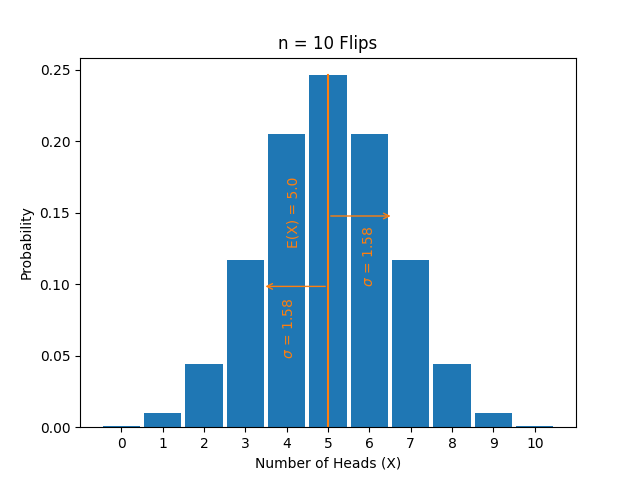 n = 10 Flips
0.25
0.20
0.15
0.10
0.05
0.00
Probability
E(X) = 5.0
σ = 1.58
σ = 1.58
0 1 2 3 4 5 6 7 8 9 10
Number of Heads (X)